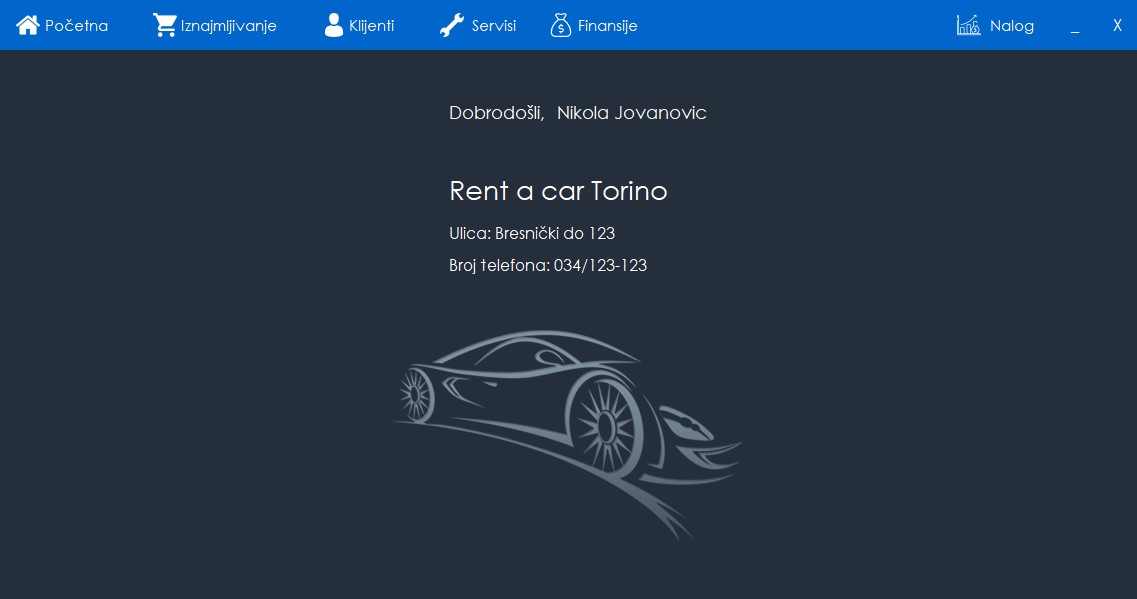 Početna Iznajmljivanje Klijenti Servisi Finansije Nalog _ X
Dobrodošli, Nikola Jovanovic
Rent a car Torino
Ulica: Bresnički do 123
Broj telefona: 034/123-123